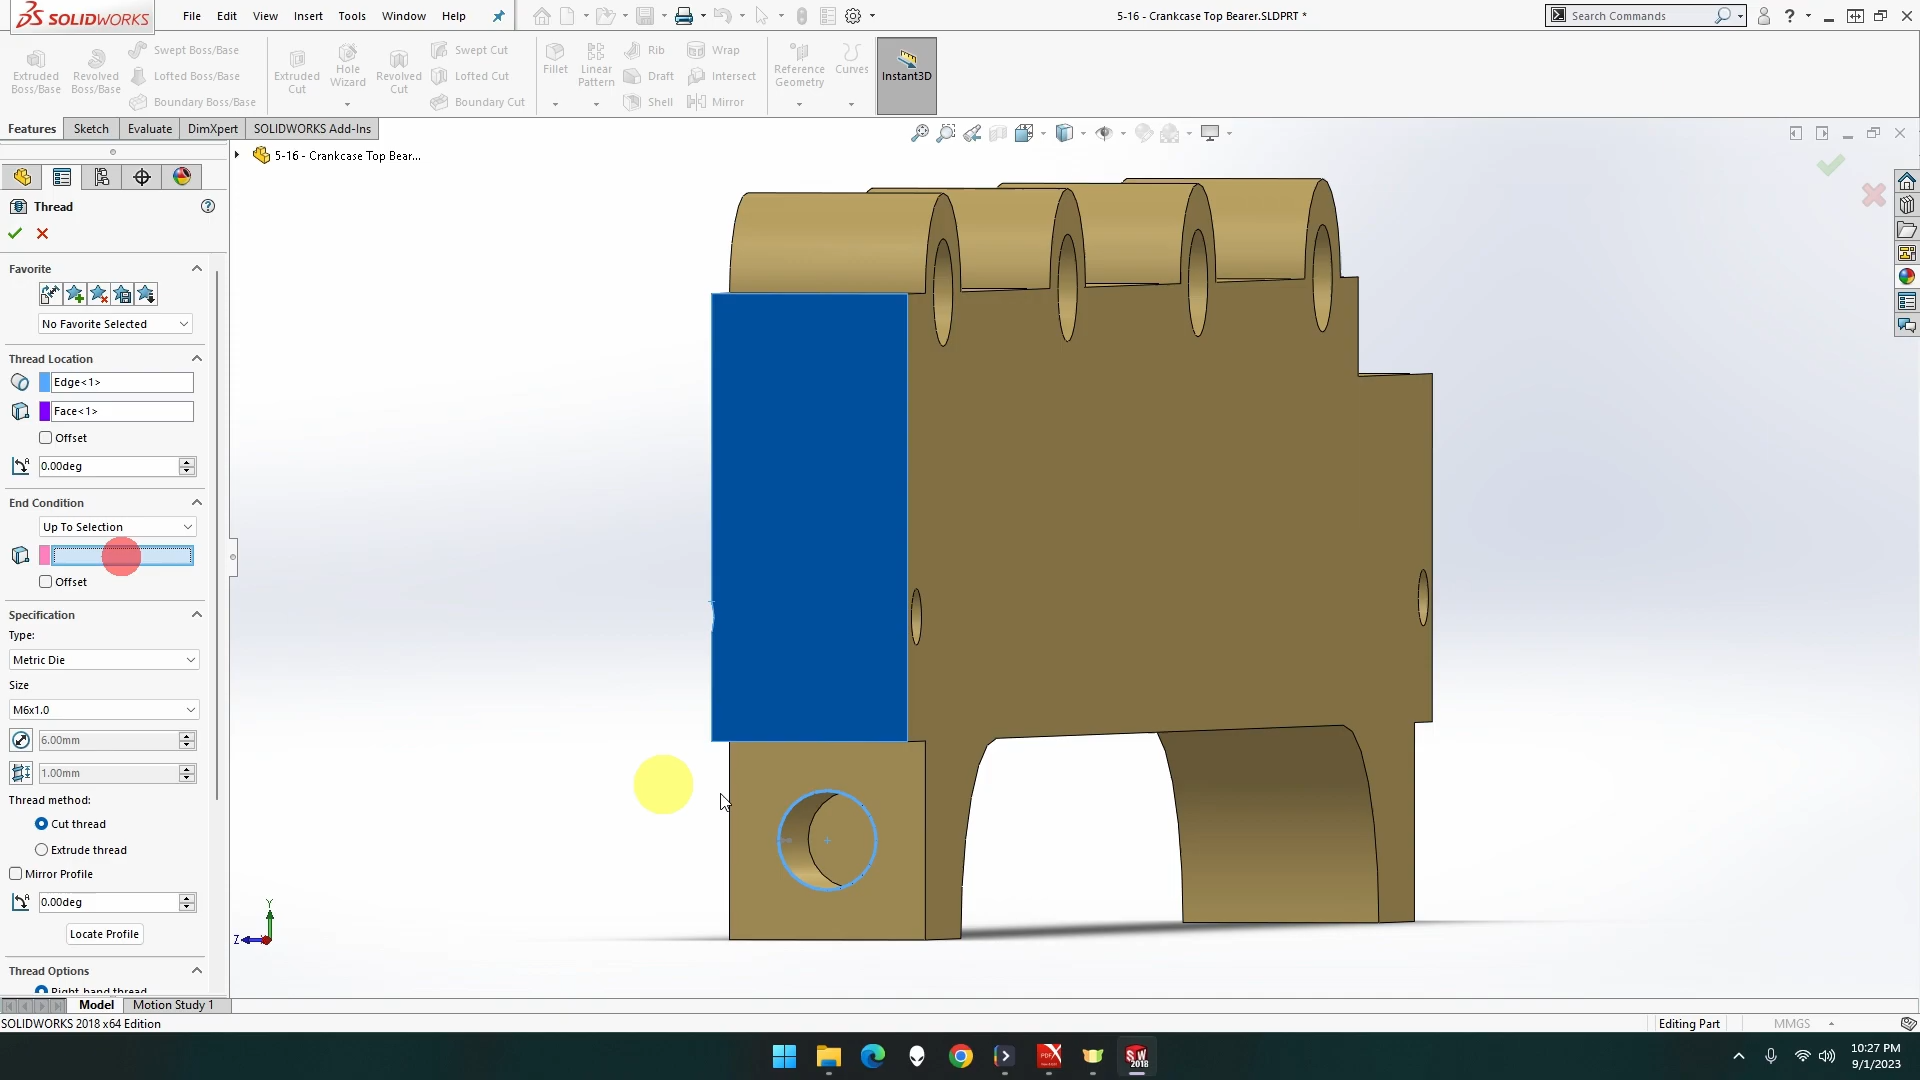 SOLIDWORKS
File
Edit
View
Insert
Tools
Window
Help
5-16 - Crankcase Top Bearer.SLDPRT *
Search Commands
Extruded Boss/Base
Revolved Boss/Base
Swept Boss/Base
Lofted Boss/Base
Boundary Boss/Base
Extruded Cut
Hole Wizard
Revolved Cut
Swept Cut
Lofted Cut
Boundary Cut
Fillet
Linear Pattern
Rib
Draft
Shell
Wrap
Intersect
Mirror
Reference Geometry
Curves
Instant3D
Features
Sketch
Evaluate
DimXpert
SOLIDWORKS Add-Ins
5-16 - Crankcase Top Bear...
Thread
Favorite
No Favorite Selected
Thread Location
Edge<1>
Face<1>
Offset
0.00deg
End Condition
Up To Selection
Offset
Specification
Type:
Metric Die
Size
M6x1.0
6.00mm
1.00mm
Thread method:
Cut thread
Extrude thread
Mirror Profile
0.00deg
Locate Profile
Thread Options
Right-hand thread
Y
Z
Model
Motion Study 1
SOLIDWORKS 2018 x64 Edition
Editing Part
MMGS
PDF
SW
2018
10:27 PM
9/1/2023